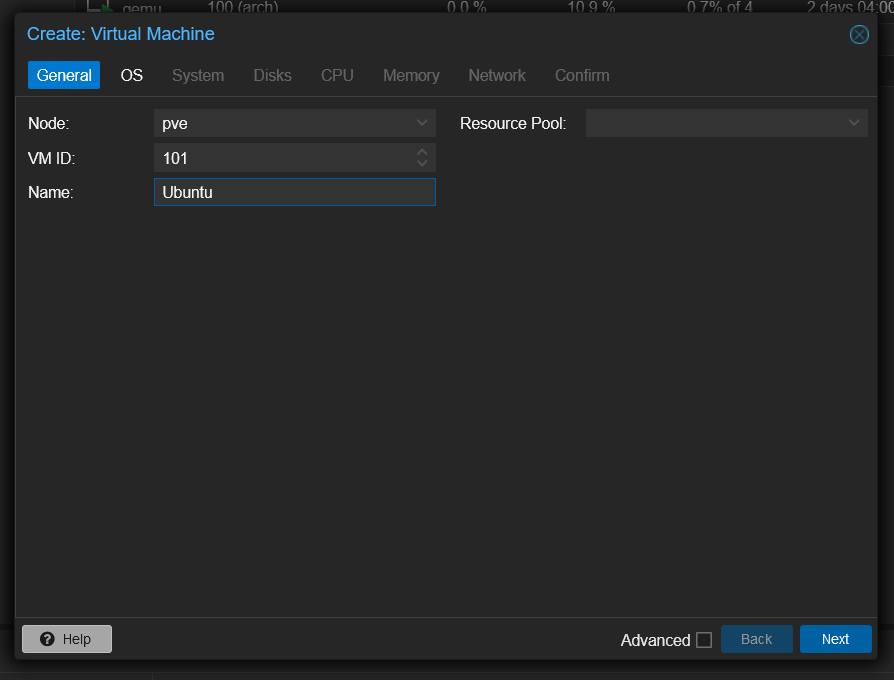 qemu 100 (arch) 0.0 % 10.9 % 0.7% of 4 2 days 04:00
Create: Virtual Machine
General OS System Disks CPU Memory Network Confirm
Node: pve Resource Pool:
VM ID: 101
Name: Ubuntu
Help Advanced Back Next